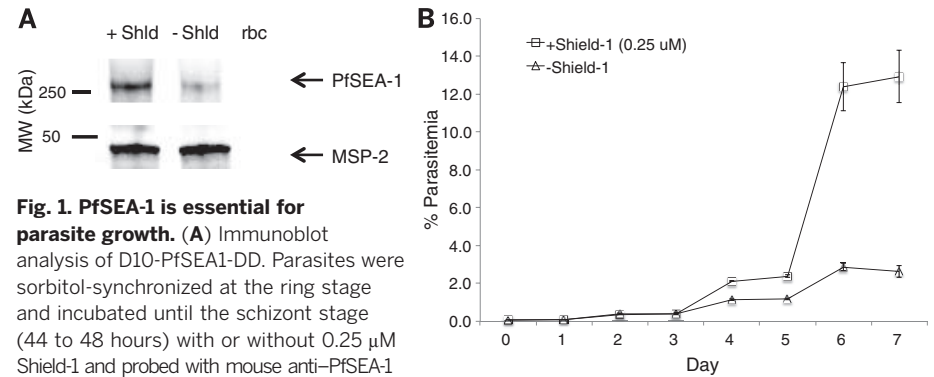 A
+ Shld - Shld rbc
MW (kDa)
250
PfSEA-1
50
MSP-2
Fig. 1. PfSEA-1 is essential for
parasite growth. (A) Immunoblot
analysis of D10-PfSEA1-DD. Parasites were
sorbitol-synchronized at the ring stage
and incubated until the schizont stage
(44 to 48 hours) with or without 0.25 μM
Shield-1 and probed with mouse anti–PfSEA-1
B
16.0
14.0
12.0
10.0
8.0
6.0
4.0
2.0
0.0
% Parasitemia
+Shield-1 (0.25 uM)
-Shield-1
0 1 2 3 4 5 6 7
Day